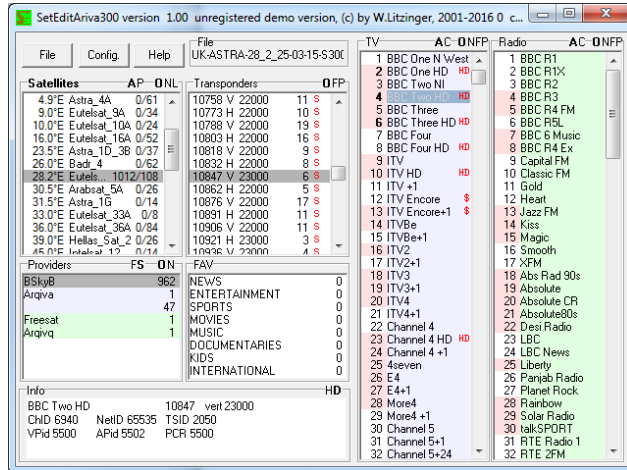 SetEditAriva300 version 1.00 unregistered demo version, (c) by W.Litzinger, 2001-2016 0 c...
File Config. Help
File
UK-ASTRA-28_2_25-03-15-S300
Satellites AP ONL
4.9°E Astra_4A 0/61
9.0°E Eutelsat_9A 0/34
10.0°E Eutelsat_10A 0/24
16.0°E Eutelsat_16A 0/52
23.5°E Astra_1D_3B 0/37
26.0°E Badr_4 0/62
28.2°E Eutels... 1012/108
30.5°E Arabsat_5A 0/26
31.5°E Astra_1G 0/14
33.0°E Eutelsat_33A 0/8
36.0°E Eutelsat_36A 0/84
39.0°E Hellas_Sat_2 0/26
45.0°E Intelsat_12 0/14
Transponders OFP
10758 V 22000 11 S
10773 H 22000 10 S
10788 V 22000 19 S
10803 H 22000 16 S
10818 V 22000 9 S
10832 H 22000 8 S
10847 V 23000 6 S
10862 H 22000 5 S
10876 V 22000 17 S
10891 H 22000 11 S
10906 V 22000 11 S
10921 H 22000 3 S
10936 V 22000 4 S
Providers FS ON
BSkyB 962
Arqiva 1
47
Freesat 1
Arqivq 1
FAV
NEWS 0
ENTERTAINMENT 0
SPORTS 0
MOVIES 0
MUSIC 0
DOCUMENTARIES 0
KIDS 0
INTERNATIONAL 0
Info HD
BBC Two HD 10847 vert 23000
ChID 6940 NetID 65535 TSID 2050
VPid 5500 APid 5502 PCR 5500
TV AC ONFP
1 BBC One N West
2 BBC One HD HD
3 BBC Two NI
4 BBC Two HD HD
5 BBC Three
6 BBC Three HD HD
7 BBC Four
8 BBC Four HD HD
9 ITV
10 ITV HD HD
11 ITV +1
12 ITV Encore $
13 ITV Encore+1 $
14 ITVBe
15 ITVBe+1
16 ITV2
17 ITV2+1
18 ITV3
19 ITV3+1
20 ITV4
21 ITV4+1
22 Channel 4
23 Channel 4 HD HD
24 Channel 4 +1
25 4seven
26 E4
27 E4+1
28 More4
29 More4 +1
30 Channel 5
31 Channel 5+1
32 Channel 5+24
Radio AC ONFP
1 BBC R1
2 BBC R1X
3 BBC R2
4 BBC R3
5 BBC R4 FM
6 BBC R5L
7 BBC 6 Music
8 BBC R4 Ex
9 Capital FM
10 Classic FM
11 Gold
12 Heart
13 Jazz FM
14 Kiss
15 Magic
16 Smooth
17 XFM
18 Abs Rad 90s
19 Absolute
20 Absolute CR
21 Absolute80s
22 Desi Radio
23 LBC
24 LBC News
25 Liberty
26 Panjab Radio
27 Planet Rock
28 Rainbow
29 Solar Radio
30 talkSPORT
31 RTE Radio 1
32 RTE 2FM